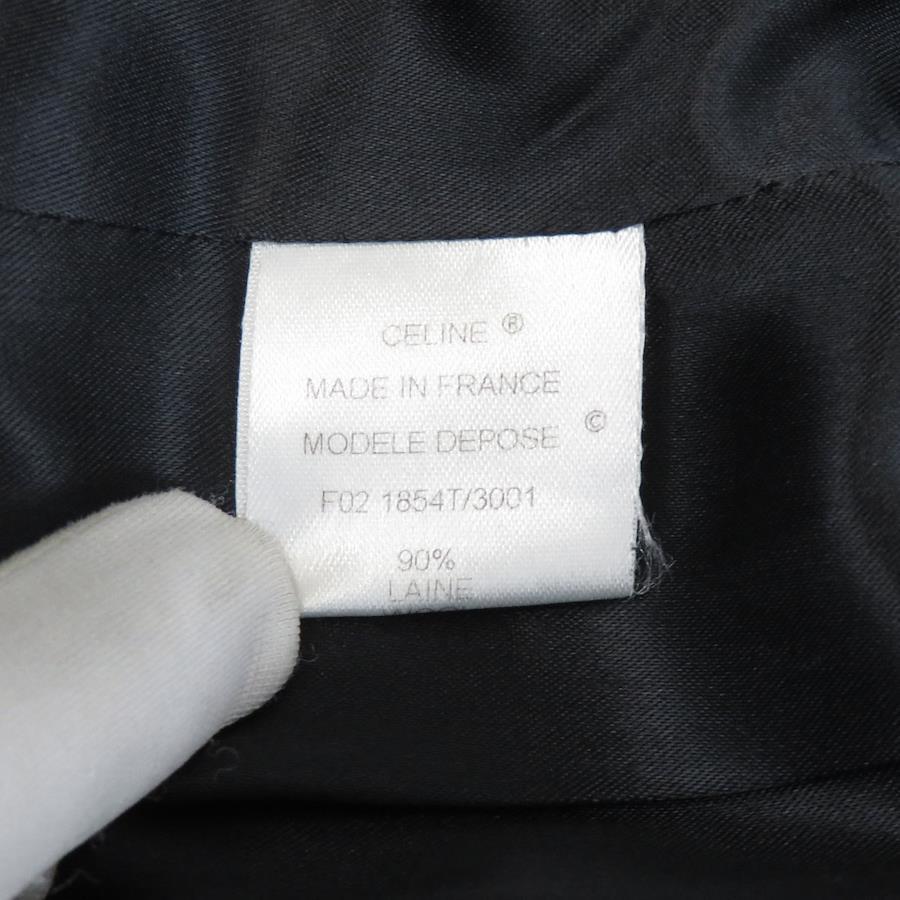 CELINE ®
MADE IN FRANCE
MODELE DEPOSE ©
F02 1854T/3001
90%
LAINE